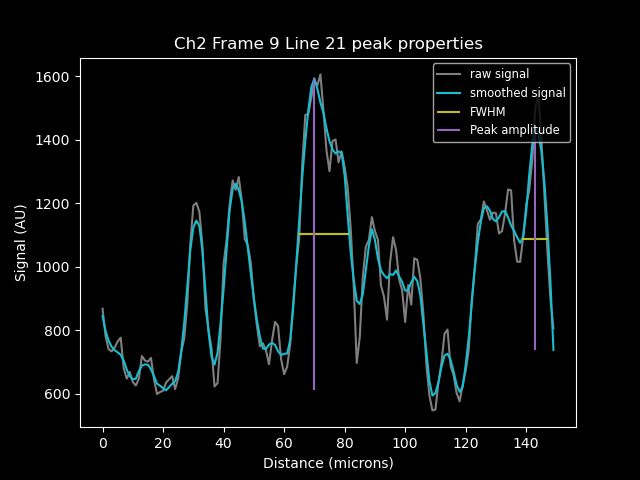 Ch2 Frame 9 Line 21 peak properties
raw signal
smoothed signal
FWHM
Peak amplitude
Signal (AU)
1600
1400
1200
1000
800
600
0 20 40 60 80 100 120 140
Distance (microns)